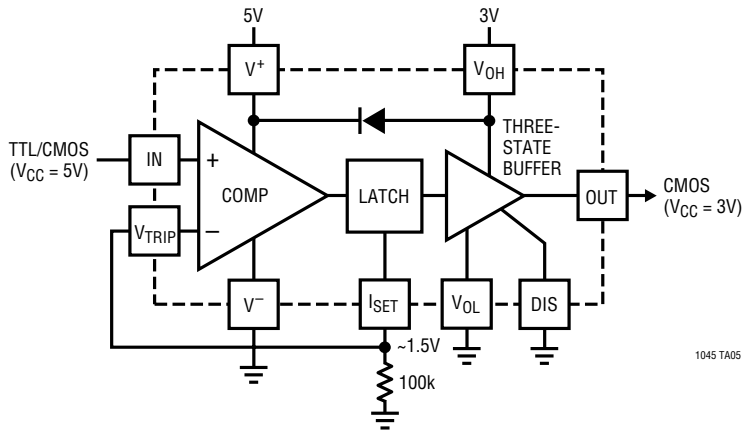 5V
3V
V+
VOH
THREE-
STATE
BUFFER
TTL/CMOS
(VCC = 5V)
IN
+
COMP
LATCH
OUT
CMOS
(VCC = 3V)
VTRIP
–
V–
ISET
VOL
DIS
~1.5V
100k
1045 TA05